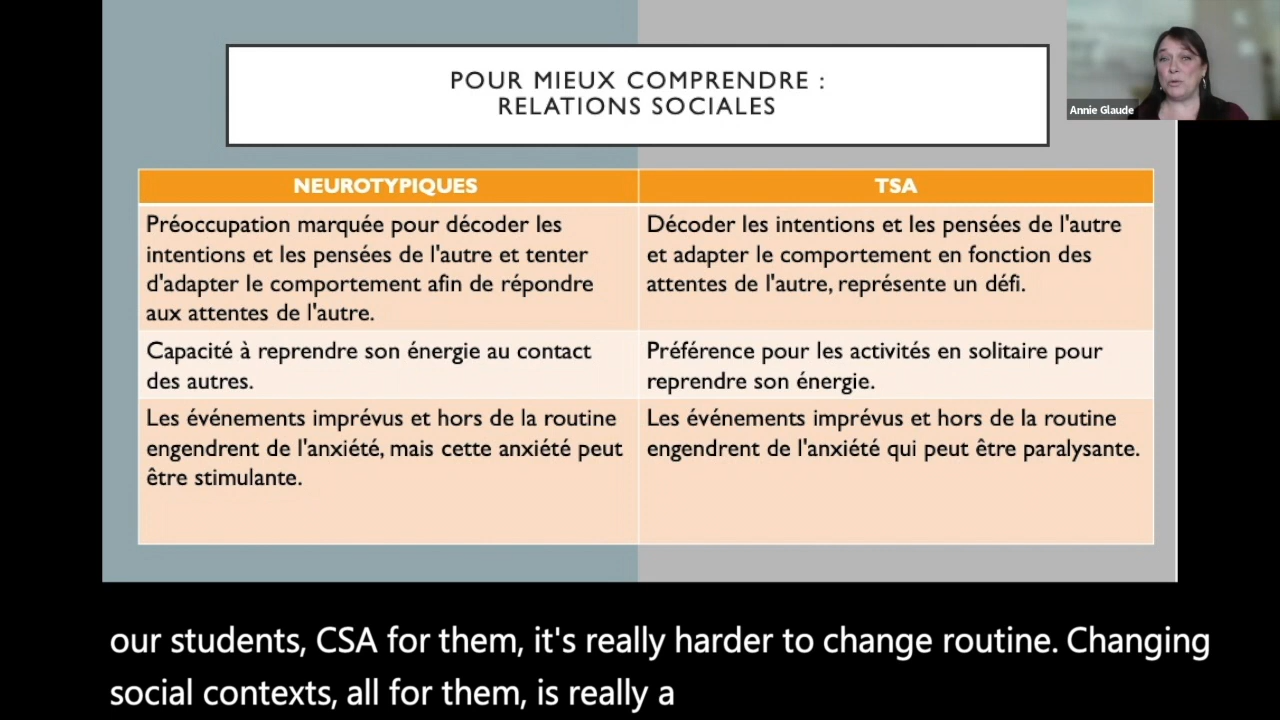 POUR MIEUX COMPRENDRE :
RELATIONS SOCIALES
Annie Glaude
NEUROTYPIQUES
TSA
Préoccupation marquée pour décoder les
intentions et les pensées de l'autre et tenter
d'adapter le comportement afin de répondre
aux attentes de l'autre.
Décoder les intentions et les pensées de l'autre
et adapter le comportement en fonction des
attentes de l'autre, représente un défi.
Capacité à reprendre son énergie au contact
des autres.
Préférence pour les activités en solitaire pour
reprendre son énergie.
Les événements imprévus et hors de la routine
engendrent de l'anxiété, mais cette anxiété peut
être stimulante.
Les événements imprévus et hors de la routine
engendrent de l'anxiété qui peut être paralysante.
our students, CSA for them, it's really harder to change routine. Changing
social contexts, all for them, is really a